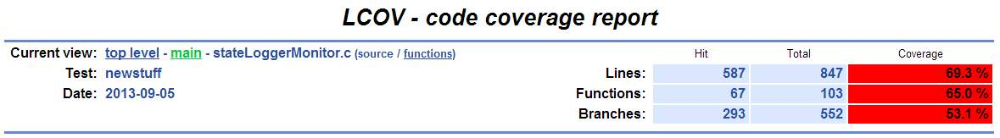 LCOV - code coverage report
Current view: top level - main - stateLoggerMonitor.c (source / functions) Hit Total Coverage
Test: newstuff Lines: 587 847 69.3 %
Date: 2013-09-05 Functions: 67 103 65.0 %
Branches: 293 552 53.1 %